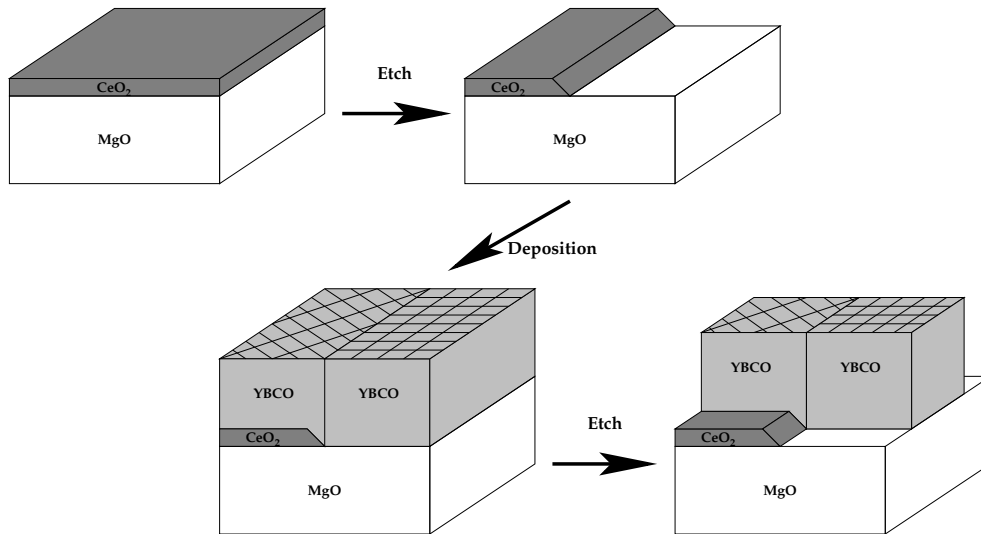 CeO₂
MgO
Etch
CeO₂
MgO
Deposition
YBCO YBCO
CeO₂
MgO
Etch
YBCO YBCO
CeO₂
MgO